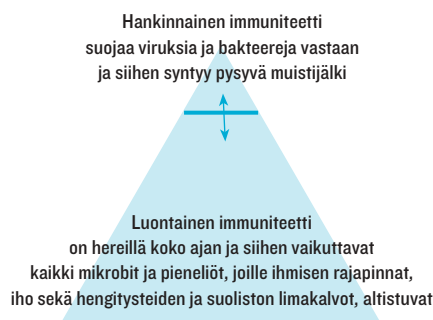 Hankinnainen immuniteetti
suojaa viruksia ja bakteereja vastaan
ja siihen syntyy pysyvä muistijälki
Luontainen immuniteetti
on hereillä koko ajan ja siihen vaikuttavat
kaikki mikrobit ja pieneliöt, joille ihmisen rajapinnat,
iho sekä hengitysteiden ja suoliston limakalvot, altistuvat